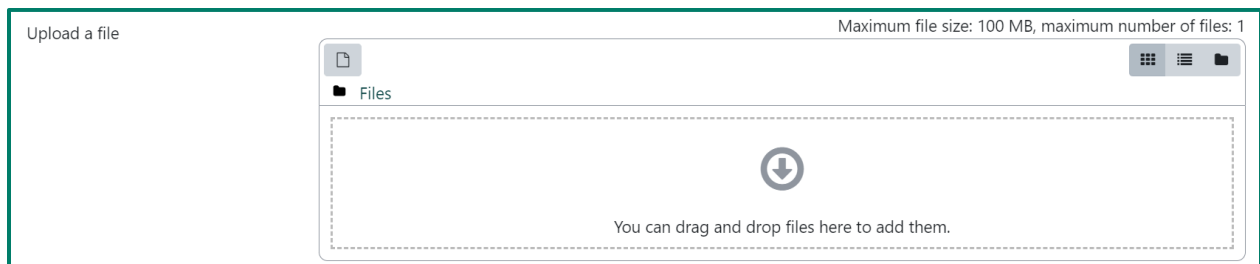 Upload a file
Maximum file size: 100 MB, maximum number of files: 1
Files
You can drag and drop files here to add them.